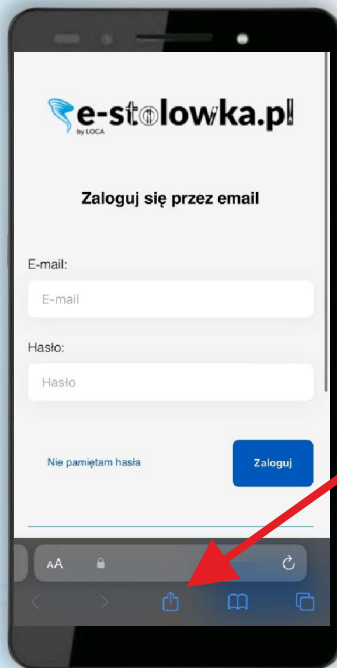 e-stolowka.pl
by LOCA
Zaloguj się przez email
E-mail:
E-mail
Hasło:
Hasło
Nie pamiętam hasła
Zaloguj
AA